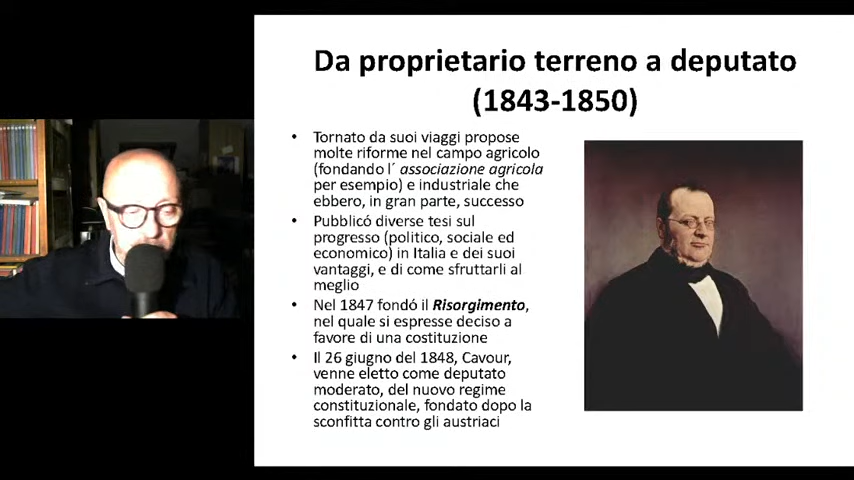 Da proprietario terreno a deputato
(1843-1850)
• Tornato da suoi viaggi propose
molte riforme nel campo agricolo
(fondando l´ associazione agricola
per esempio) e industriale che
ebbero, in gran parte, successo
• Pubblicó diverse tesi sul
progresso (politico, sociale ed
economico) in Italia e dei suoi
vantaggi, e di come sfruttarli al
meglio
• Nel 1847 fondó il Risorgimento,
nel quale si espresse deciso a
favore di una costituzione
• Il 26 giugno del 1848, Cavour,
venne eletto come deputato
moderato, del nuovo regime
constituzionale, fondato dopo la
sconfitta contro gli austriaci